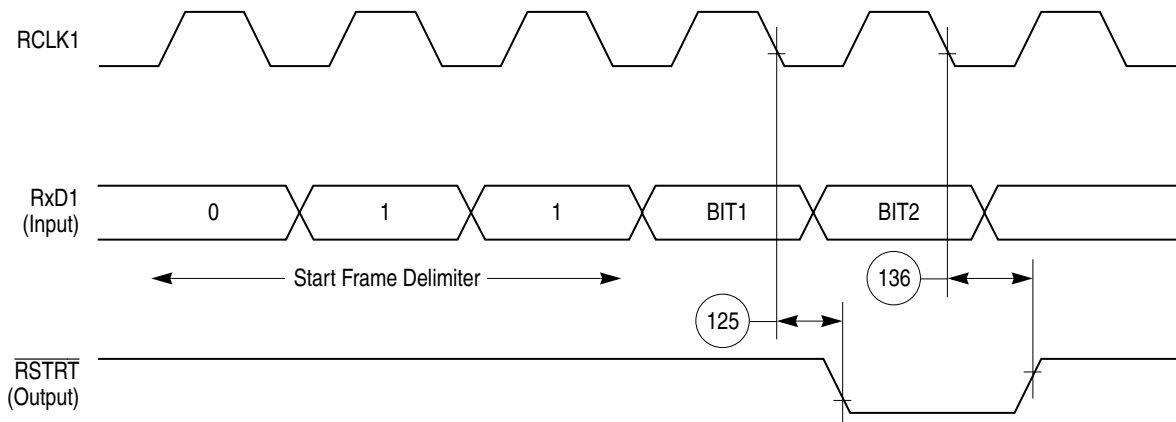 RCLK1
RxD1
(Input)
0
1
1
BIT1
BIT2
Start Frame Delimiter
136
125
RSTRT
(Output)